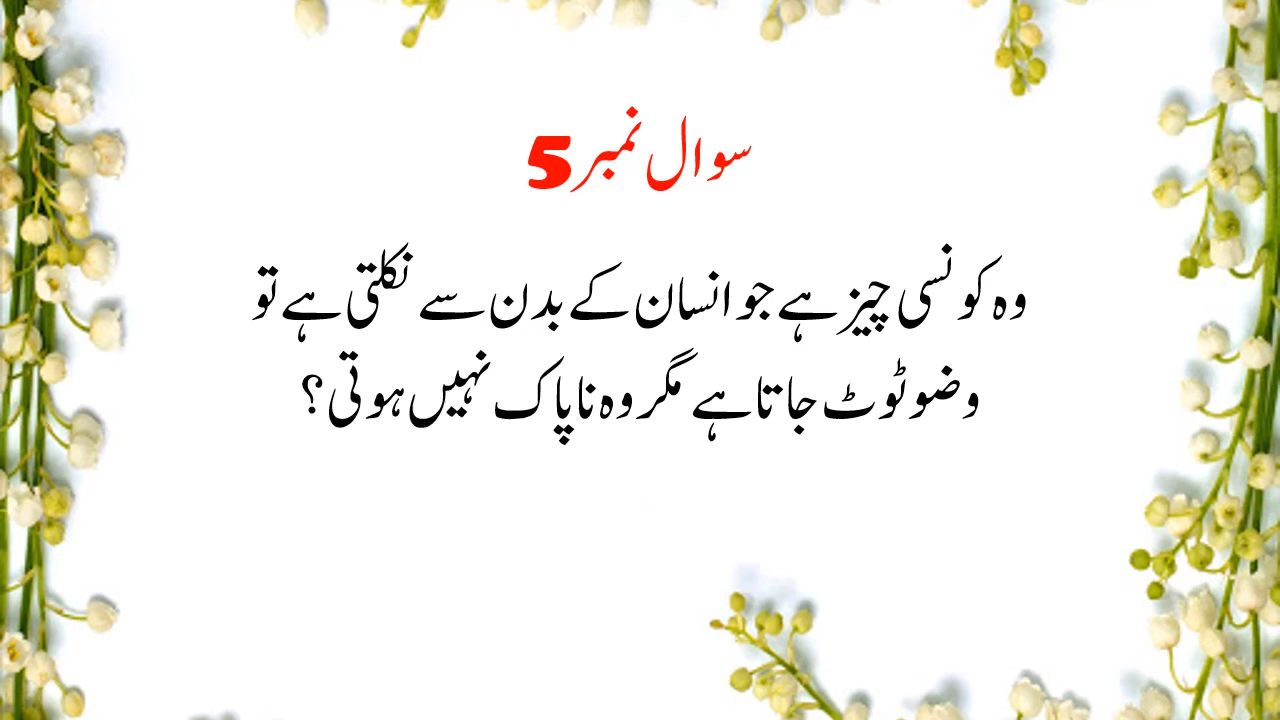 سوال نمبر 5
وہ کونسی چیز ہے جو انسان کے بدن سے نکلتی ہے تو
وضو ٹوٹ جاتا ہے مگر وہ ناپاک نہیں ہوتی؟